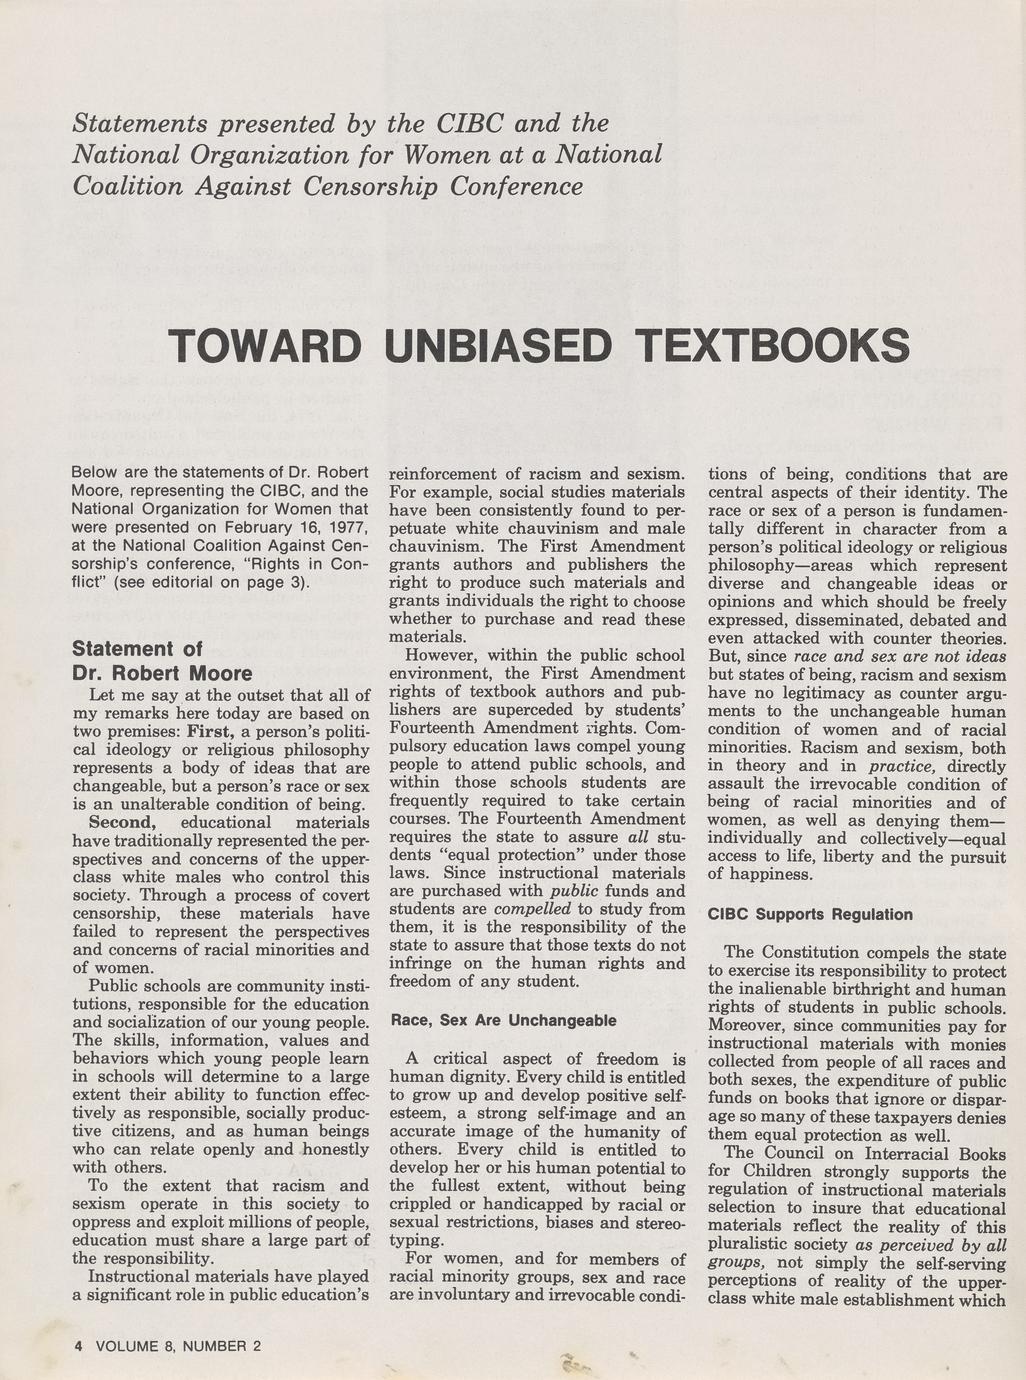 Statements presented by the CIBC and the
National Organization for Women at a National
Coalition Against Censorship Conference
TOWARD UNBIASED TEXTBOOKS
Below are the statements of Dr. Robert
Moore, representing the CIBC, and the
National Organization for Women that
were presented on February 16, 1977,
at the National Coalition Against Cen-
sorship's conference, "Rights in Con-
flict" (see editorial on page 3).
Statement of
Dr. Robert Moore
Let me say at the outset that all of
my remarks here today are based on
two premises: First, a person's politi-
cal ideology or religious philosophy
represents a body of ideas that are
changeable, but a person's race or sex
is an unalterable condition of being.
Second, educational materials
have traditionally represented the per-
spectives and concerns of the upper-
class white males who control this
society. Through a process of covert
censorship, these materials have
failed to represent the perspectives
and concerns of racial minorities and
of women.
Public schools are community insti-
tutions, responsible for the education
and socialization of our young people.
The skills, information, values and
behaviors which young people learn
in schools will determine to a large
extent their ability to function effec-
tively as responsible, socially produc-
tive citizens, and as human beings
who can relate openly and honestly
with others.
To the extent that racism and
sexism operate in this society to
oppress and exploit millions of people,
education must share a large part of
the responsibility.
Instructional materials have played
a significant role in public education's
reinforcement of racism and sexism.
For example, social studies materials
have been consistently found to per-
petuate white chauvinism and male
chauvinism. The First Amendment
grants authors and publishers the
right to produce such materials and
grants individuals the right to choose
whether to purchase and read these
materials.
However, within the public school
environment, the First Amendment
rights of textbook authors and pub-
lishers are superceded by students'
Fourteenth Amendment rights. Com-
pulsory education laws compel young
people to attend public schools, and
within those schools students are
frequently required to take certain
courses. The Fourteenth Amendment
requires the state to assure all stu-
dents "equal protection" under those
laws. Since instructional materials
are purchased with public funds and
students are compelled to study from
them, it is the responsibility of the
state to assure that those texts do not
infringe on the human rights and
freedom of any student.
Race, Sex Are Unchangeable
A critical aspect of freedom is
human dignity. Every child is entitled
to grow up and develop positive self-
esteem, a strong self-image and an
accurate image of the humanity of
others. Every child is entitled to
develop her or his human potential to
the fullest extent, without being
crippled or handicapped by racial or
sexual restrictions, biases and stereo-
typing.
For women, and for members of
racial minority groups, sex and race
are involuntary and irrevocable condi-
tions of being, conditions that are
central aspects of their identity. The
race or sex of a person is fundamen-
tally different in character from a
person's political ideology or religious
philosophy—areas which represent
diverse and changeable ideas or
opinions and which should be freely
expressed, disseminated, debated and
even attacked with counter theories.
But, since race and sex are not ideas
but states of being, racism and sexism
have no legitimacy as counter argu-
ments to the unchangeable human
condition of women and of racial
minorities. Racism and sexism, both
in theory and in practice, directly
assault the irrevocable condition of
being of racial minorities and of
women, as well as denying them—
individually and collectively—equal
access to life, liberty and the pursuit
of happiness.
CIBC Supports Regulation
The Constitution compels the state
to exercise its responsibility to protect
the inalienable birthright and human
rights of students in public schools.
Moreover, since communities pay for
instructional materials with monies
collected from people of all races and
both sexes, the expenditure of public
funds on books that ignore or dispar-
age so many of these taxpayers denies
them equal protection as well.
The Council on Interracial Books
for Children strongly supports the
regulation of instructional materials
selection to insure that educational
materials reflect the reality of this
pluralistic society as perceived by all
groups, not simply the self-serving
perceptions of reality of the upper-
class white male establishment which
4 VOLUME 8, NUMBER 2